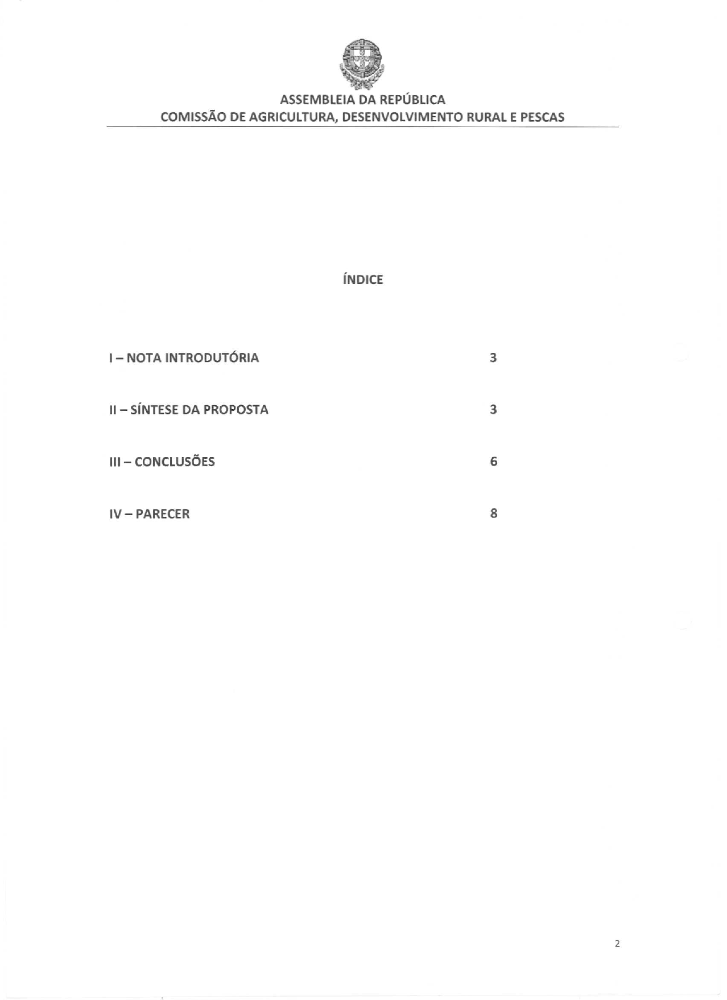 ASSEMBLEIA DA REPÚBLICA
COMISSÃO DE AGRICULTURA, DESENVOLVIMENTO RURAL E PESCAS
ÍNDICE
I – NOTA INTRODUTÓRIA 3
II – SÍNTESE DA PROPOSTA 3
III – CONCLUSÕES 6
IV – PARECER 8
2